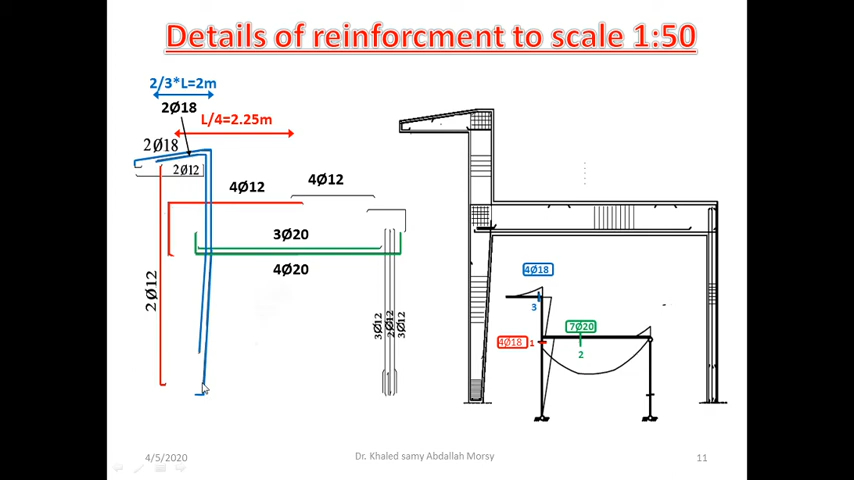 Details of reinforcment to scale 1:50
2/3*L=2m
2Ø18
L/4=2.25m
2Ø18
2Ø12
4Ø12
4Ø12
3Ø20
4Ø20
2Ø12
3Ø12
2Ø12
3Ø12
4Ø18
3
7Ø20
4Ø18
1
2
4/5/2020
Dr. Khaled samy Abdallah Morsy
11